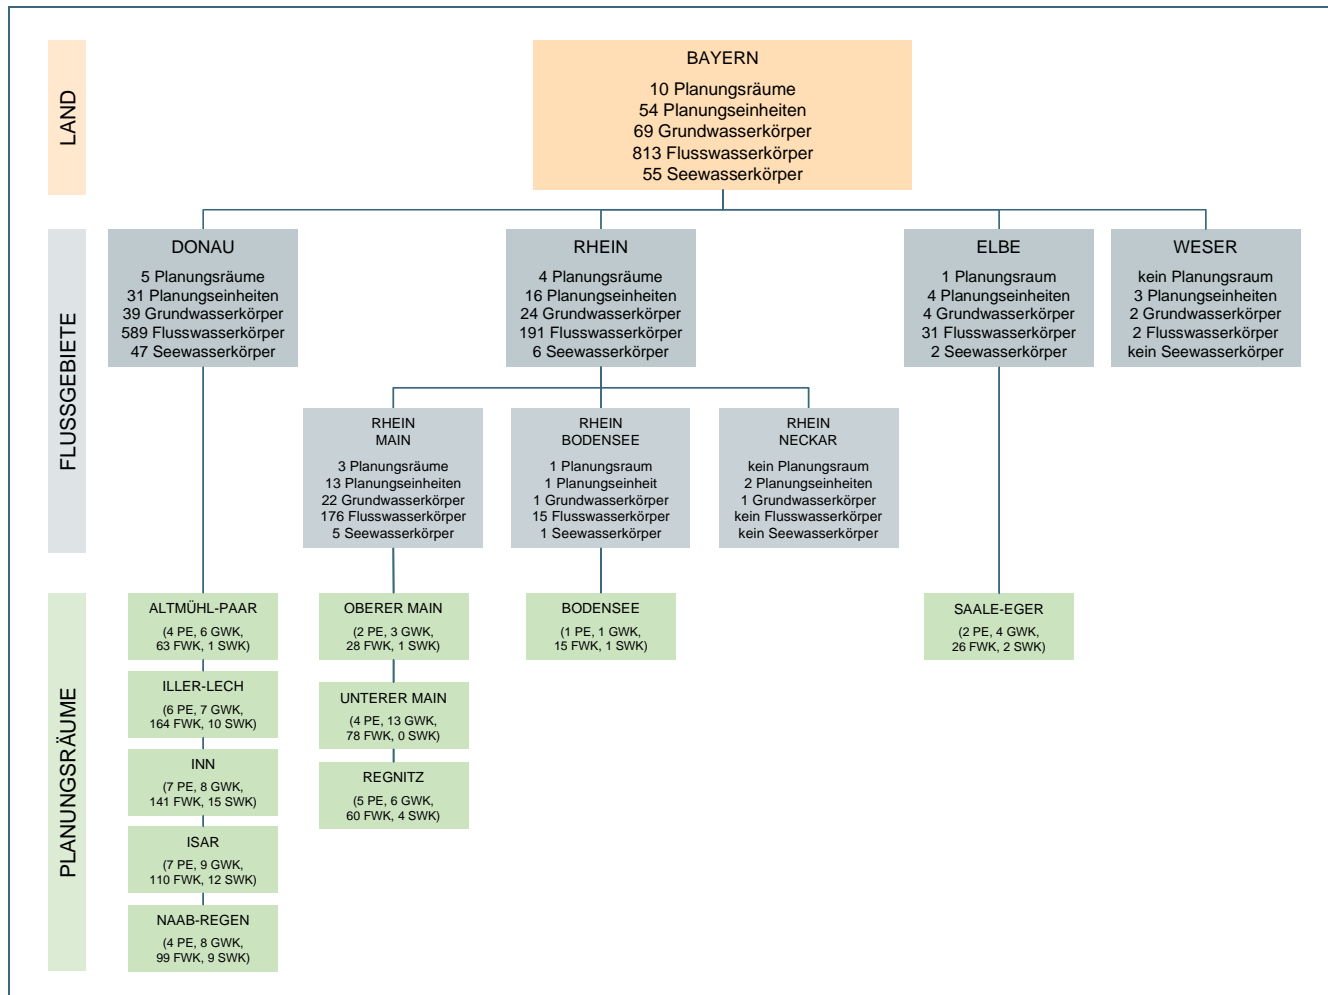 LAND
BAYERN
10 Planungsräume
54 Planungseinheiten
69 Grundwasserkörper
813 Flusswasserkörper
55 Seewasserkörper
FLUSSGEBIETE
DONAU
5 Planungsräume
31 Planungseinheiten
39 Grundwasserkörper
589 Flusswasserkörper
47 Seewasserkörper
RHEIN
4 Planungsräume
16 Planungseinheiten
24 Grundwasserkörper
191 Flusswasserkörper
6 Seewasserkörper
ELBE
1 Planungsraum
4 Planungseinheiten
4 Grundwasserkörper
31 Flusswasserkörper
2 Seewasserkörper
WESER
kein Planungsraum
3 Planungseinheiten
2 Grundwasserkörper
2 Flusswasserkörper
kein Seewasserkörper
RHEIN
MAIN
3 Planungsräume
13 Planungseinheiten
22 Grundwasserkörper
176 Flusswasserkörper
5 Seewasserkörper
RHEIN
BODENSEE
1 Planungsraum
1 Planungseinheit
1 Grundwasserkörper
15 Flusswasserkörper
1 Seewasserkörper
RHEIN
NECKAR
kein Planungsraum
2 Planungseinheiten
1 Grundwasserkörper
kein Flusswasserkörper
kein Seewasserkörper
PLANUNGSRÄUME
ALTMÜHL-PAAR
(4 PE, 6 GWK,
63 FWK, 1 SWK)
ILLER-LECH
(6 PE, 7 GWK,
164 FWK, 10 SWK)
INN
(7 PE, 8 GWK,
141 FWK, 15 SWK)
ISAR
(7 PE, 9 GWK,
110 FWK, 12 SWK)
NAAB-REGEN
(4 PE, 8 GWK,
99 FWK, 9 SWK)
OBERER MAIN
(2 PE, 3 GWK,
28 FWK, 1 SWK)
UNTERER MAIN
(4 PE, 13 GWK,
78 FWK, 0 SWK)
REGNITZ
(5 PE, 6 GWK,
60 FWK, 4 SWK)
BODENSEE
(1 PE, 1 GWK,
15 FWK, 1 SWK)
SAALE-EGER
(2 PE, 4 GWK,
26 FWK, 2 SWK)